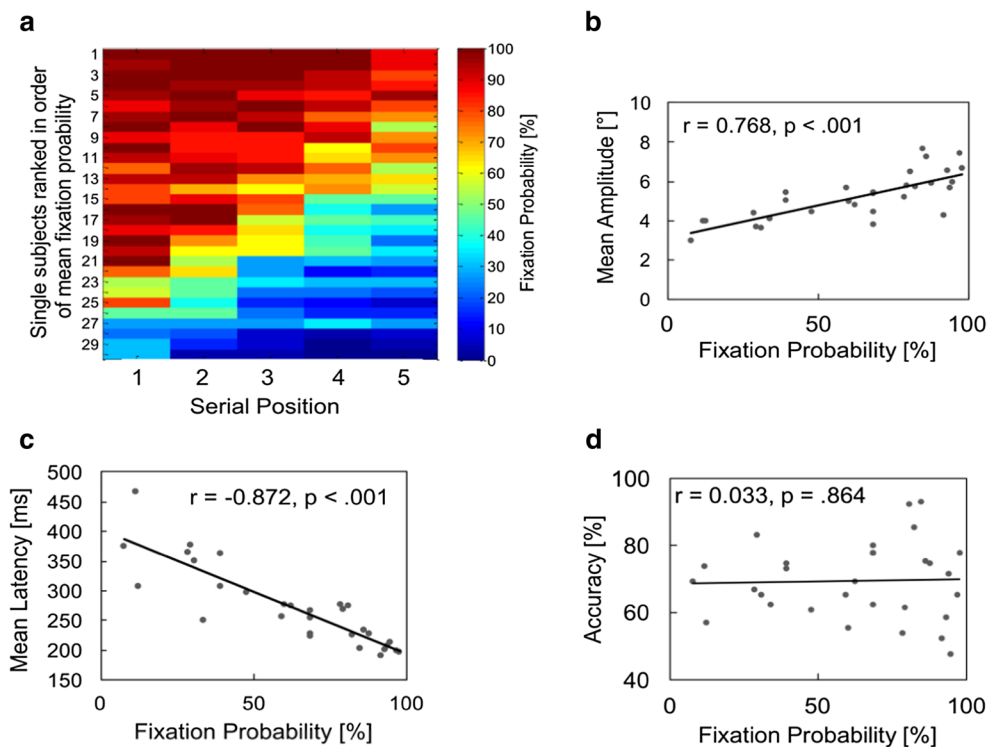 a
Single subjects ranked in order
of mean fixation proability
1
3
5
7
9
11
13
15
17
19
21
23
25
27
29
1 2 3 4 5
Serial Position
100
90
80
70
60
50
40
30
20
10
0
Fixation Probability [%]
b
r = 0.768, p < .001
Mean Amplitude [°]
10
8
6
4
2
0
0 50 100
Fixation Probability [%]
c
r = -0.872, p < .001
Mean Latency [ms]
500
450
400
350
300
250
200
150
0 50 100
Fixation Probability [%]
d
r = 0.033, p = .864
Accuracy [%]
100
80
60
40
0 50 100
Fixation Probability [%]